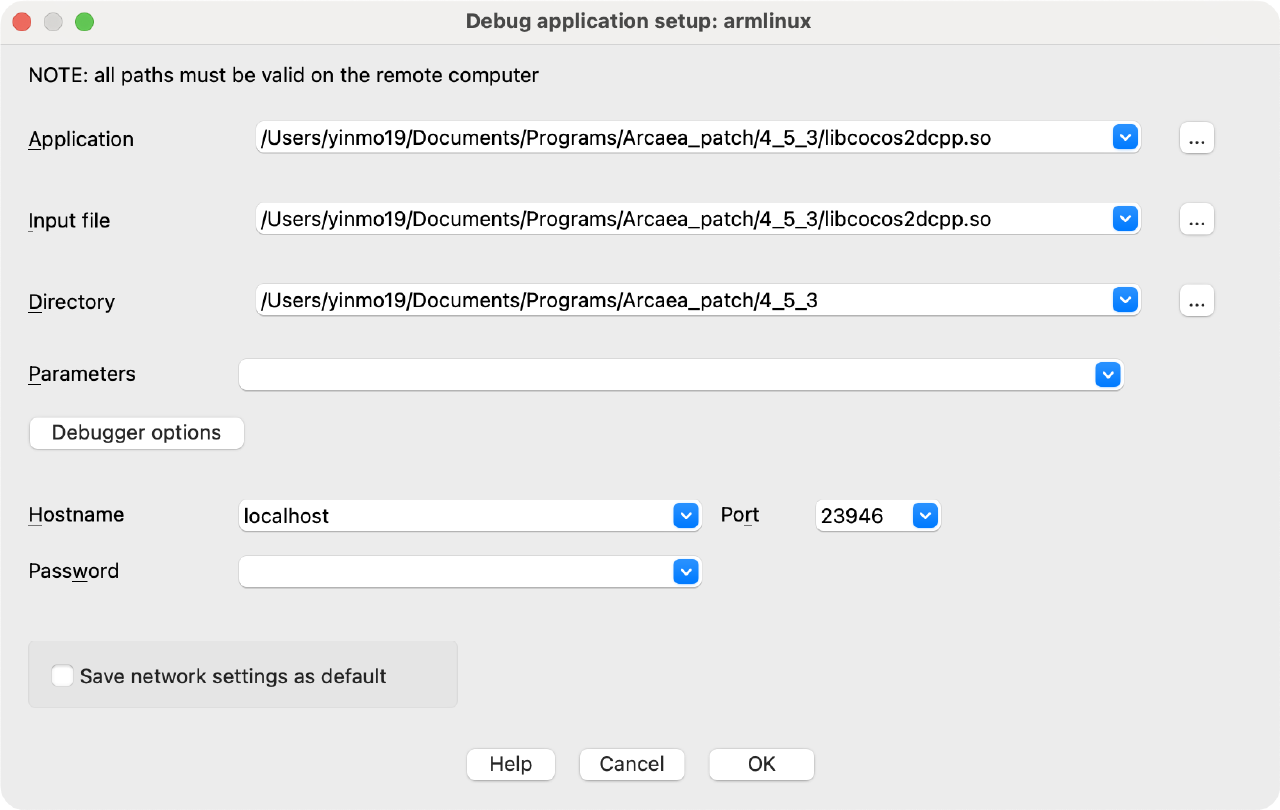 Debug application setup: armlinux
NOTE: all paths must be valid on the remote computer
Application /Users/yinmo19/Documents/Programs/Arcaea_patch/4_5_3/libcocos2dcpp.so ...
Input file /Users/yinmo19/Documents/Programs/Arcaea_patch/4_5_3/libcocos2dcpp.so ...
Directory /Users/yinmo19/Documents/Programs/Arcaea_patch/4_5_3 ...
Parameters
Debugger options
Hostname localhost Port 23946
Password
Save network settings as default
Help Cancel OK